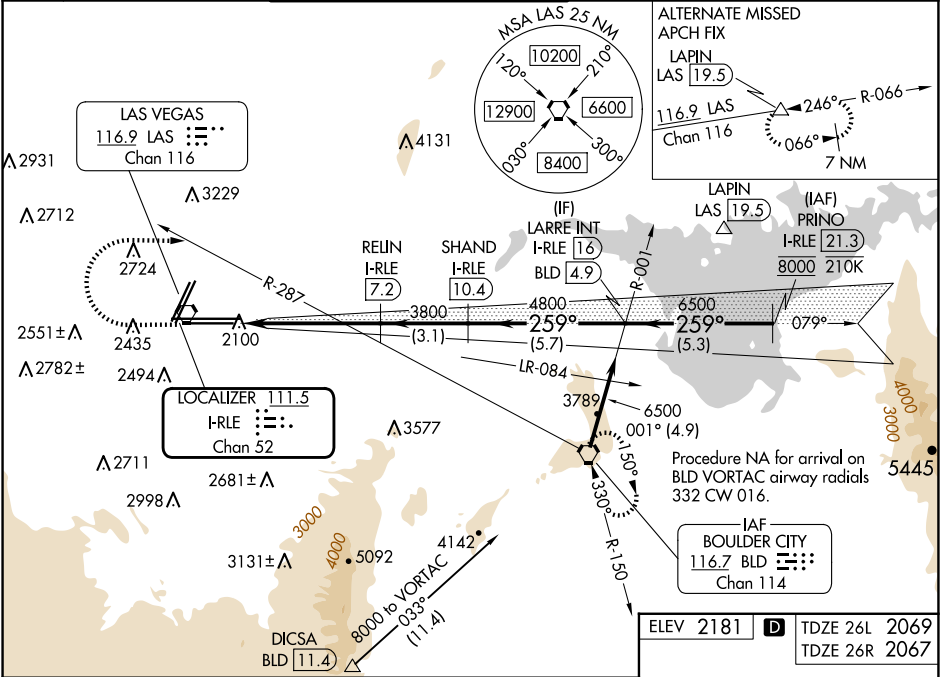 MSA LAS 25 NM
10200
120°
210°
12900
6600
030°
300°
8400
ALTERNATE MISSED
APCH FIX
LAPIN
LAS 19.5
246°
R-066
116.9 LAS
Chan 116
066°
7 NM
LAS VEGAS
116.9 LAS
Chan 116
2931
4131
3229
2712
2724
R-287
RELIN
I-RLE
7.2
SHAND
I-RLE
10.4
(IF)
LARRE INT
I-RLE 16
BLD 4.9
R-001
LAPIN
LAS 19.5
(IAF)
PRINO
I-RLE 21.3
8000 210K
3800
4800
6500
2551±
2435
2100
259°
259°
079°
(3.1)
(5.7)
(5.3)
2782±
2494
LR-084
LOCALIZER 111.5
I-RLE
Chan 52
3789
6500
001° (4.9)
4000
3000
3577
5445
2711
2681±
2998
150°
330°
R-150
Procedure NA for arrival on
BLD VORTAC airway radials
332 CW 016.
IAF
BOULDER CITY
116.7 BLD
Chan 114
3000
4000
3131±
5092
4142
8000 to VORTAC
033°
(11.4)
DICSA
BLD 11.4
ELEV 2181 D TDZE 26L 2069
TDZE 26R 2067